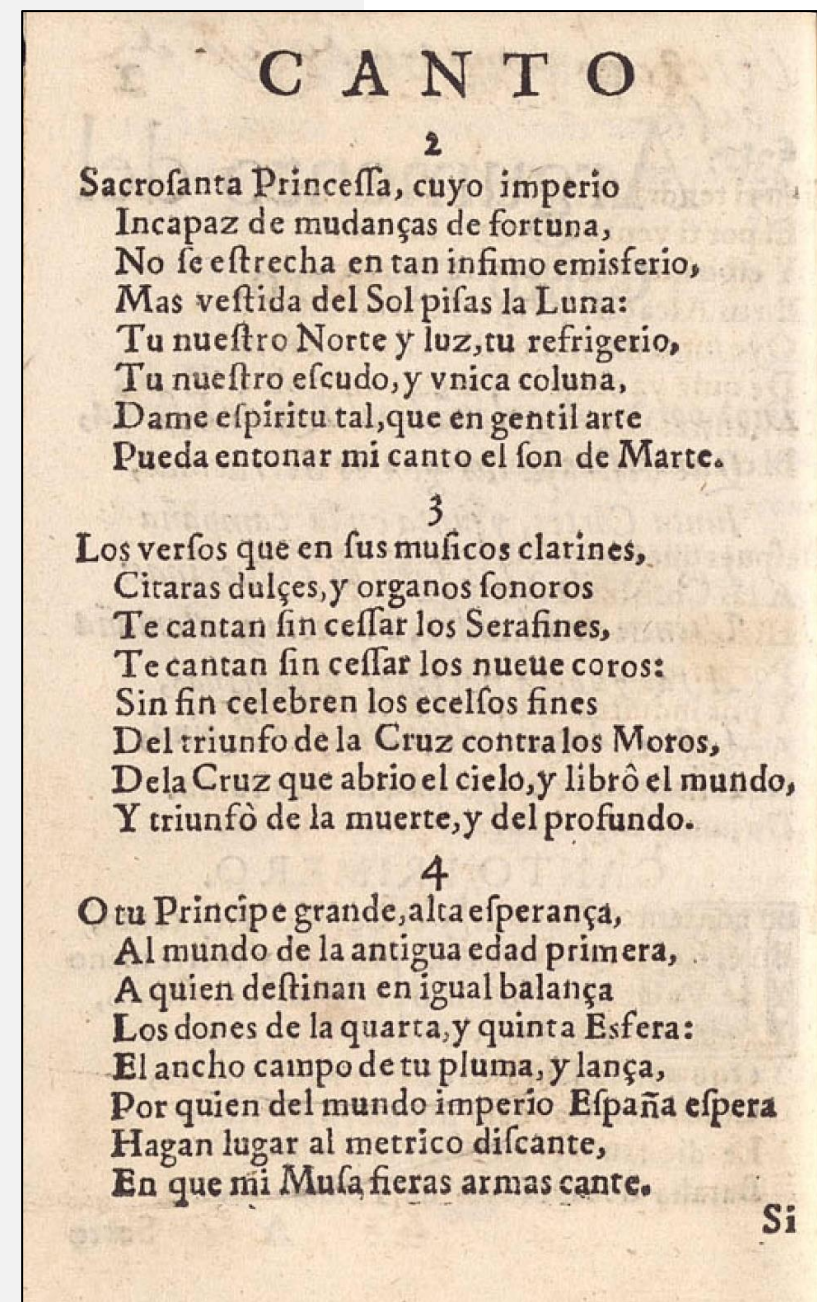 CANTO
2
Sacrosanta Princessa, cuyo imperio
Incapaz de mudanças de fortuna,
No se estrecha en tan infimo emisferio,
Mas vestida del Sol pisas la Luna:
Tu nuestro Norte y luz, tu refrigerio,
Tu nuestro escudo, y vnica coluna,
Dame espiritu tal, que en gentil arte
Pueda entonar mi canto el son de Marte.
3
Los versos que en sus musicos clarines,
Citaras dulçes, y organos sonoros
Te cantan sin cessar los Serafines,
Te cantan sin cessar los nueue coros:
Sin fin celebren los ecelsos fines
Del triunfo de la Cruz contra los Moros,
De la Cruz que abrio el cielo, y librô el mundo,
Y triunfò de la muerte, y del profundo.
4
O tu Principe grande, alta esperança,
Al mundo de la antigua edad primera,
A quien destinan en igual balança
Los dones de la quarta, y quinta Esfera:
El ancho campo de tu pluma, y lança,
Por quien del mundo imperio España espera
Hagan lugar al metrico discante,
En que mi Musa fieras armas cante.
Si